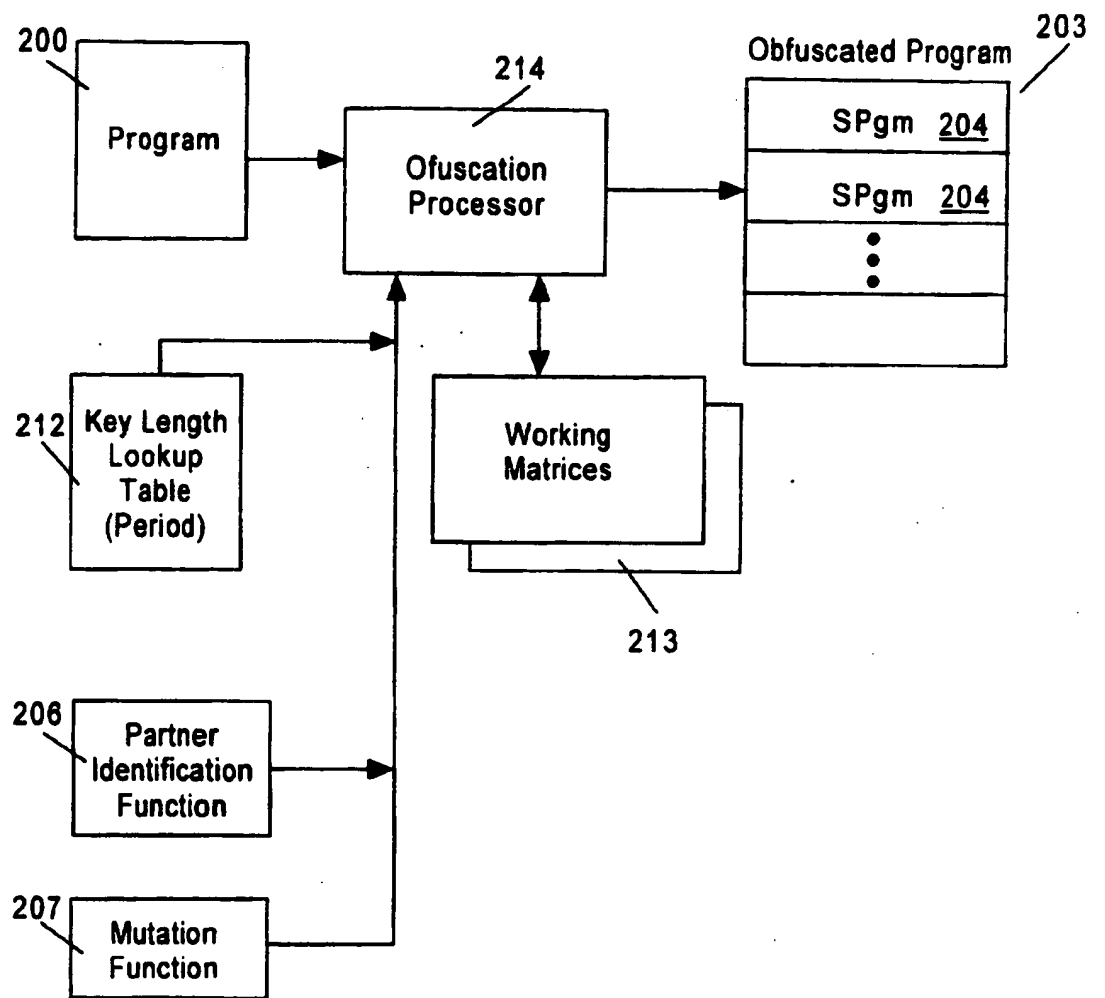 200
Program
214
Ofuscation
Processor
203
Obfuscated Program
SPgm 204
SPgm 204
212
Key Length
Lookup
Table
(Period)
Working
Matrices
213
206
Partner
Identification
Function
207
Mutation
Function